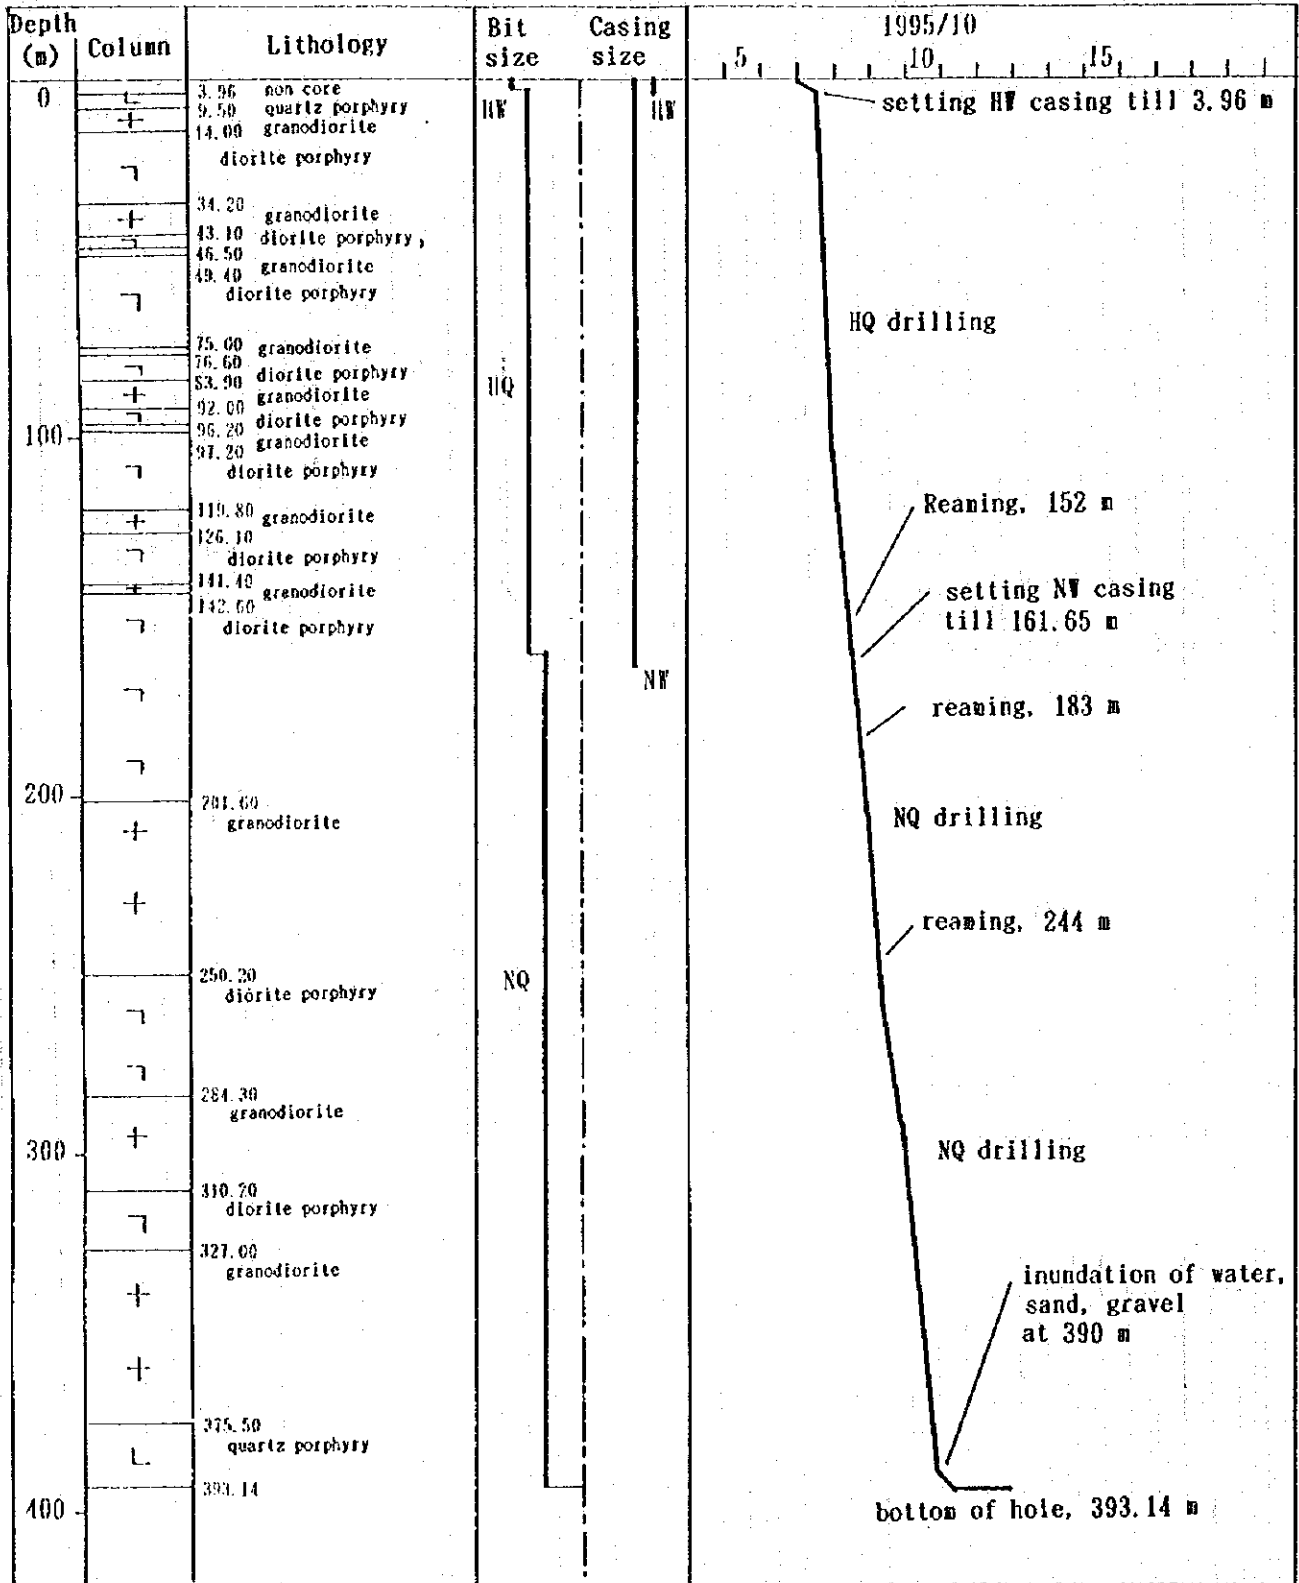 Depth
(m)
Column
Lithology
Bit
size
Casing
size
1995/10
5
10
15
0
3.96 non core
9.50 quartz porphyry
14.00 granodiorite
diorite porphyry
34.20
granodiorite
43.10 diorite porphyry,
46.50
granodiorite
49.40
diorite porphyry
75.00 granodiorite
76.60
diorite porphyry
83.90
granodiorite
92.00
diorite porphyry
96.20
granodiorite
97.20
diorite porphyry
100
119.80
granodiorite
126.10
diorite porphyry
141.40
granodiorite
142.60
diorite porphyry
200
201.60
granodiorite
250.20
diorite porphyry
284.30
granodiorite
300
310.70
diorite porphyry
327.00
granodiorite
375.50
quartz porphyry
393.14
400
HW
HQ
NQ
HW
NW
setting HW casing till 3.96 m
HQ drilling
Reaming, 152 m
setting NW casing
till 161.65 m
reaming, 183 m
NQ drilling
reaming, 244 m
NQ drilling
inundation of water,
sand, gravel
at 390 m
bottom of hole, 393.14 m